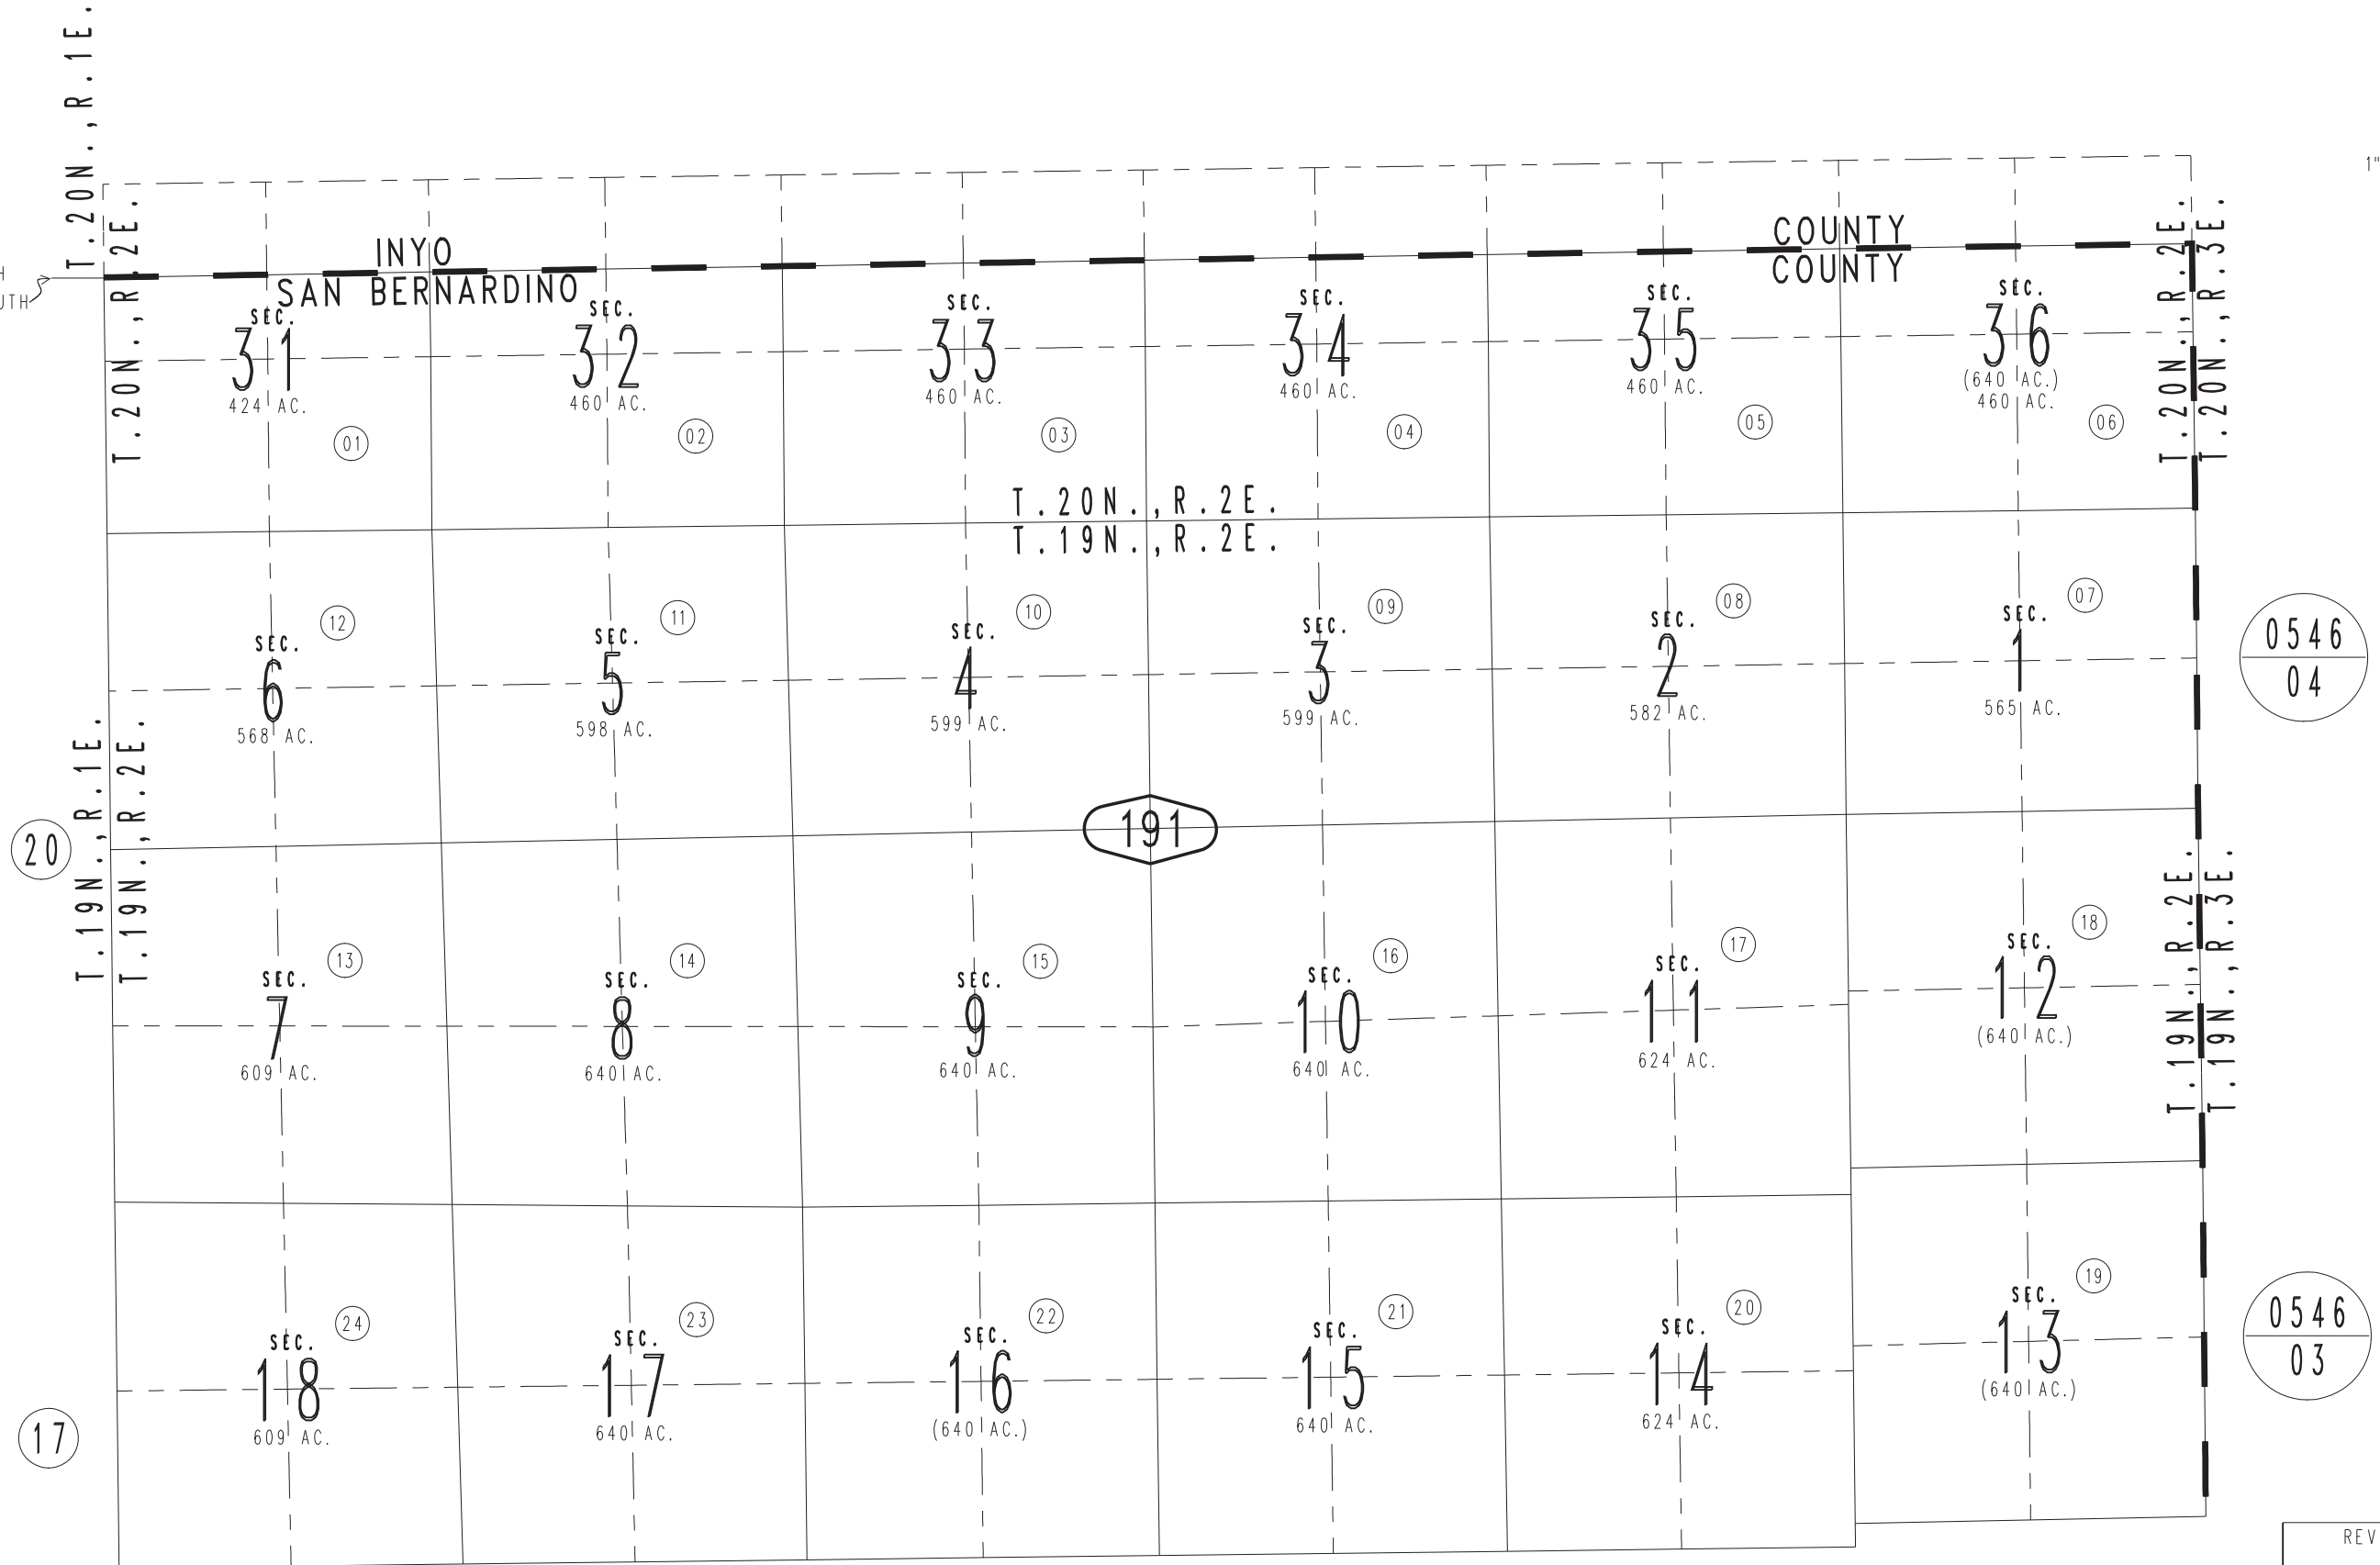 T.20N.,R.1E.
T.20N.,R.2E.
1"
INYO
COUNTY
SAN BERNARDINO
COUNTY
T.20N.,R.2E.
T.20N.,R.3E.
SEC. 31 424 AC. 01
SEC. 32 460 AC. 02
SEC. 33 460 AC. 03
SEC. 34 460 AC. 04
SEC. 35 460 AC. 05
SEC. 36 (640 AC.) 460 AC. 06
T.20N.,R.2E.
T.19N.,R.2E.
SEC. 6 568 AC. 12
SEC. 5 598 AC. 11
SEC. 4 599 AC. 10
SEC. 3 599 AC. 09
SEC. 2 582 AC. 08
SEC. 1 565 AC. 07
0546
04
T.19N.,R.1E.
T.19N.,R.2E.
20
191
T.19N.,R.2E.
T.19N.,R.3E.
SEC. 7 609 AC. 13
SEC. 8 640 AC. 14
SEC. 9 640 AC. 15
SEC. 10 640 AC. 16
SEC. 11 624 AC. 17
SEC. 12 (640 AC.) 18
SEC. 18 609 AC. 24
SEC. 17 640 AC. 23
SEC. 16 (640 AC.) 22
SEC. 15 640 AC. 21
SEC. 14 624 AC. 20
SEC. 13 (640 AC.) 19
0546
03
17
REV